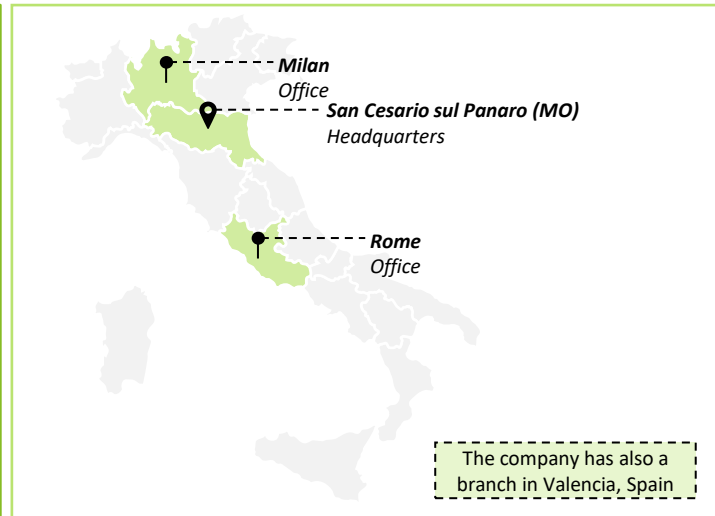 Milan
Office
San Cesario sul Panaro (MO)
Headquarters
Rome
Office
The company has also a
branch in Valencia, Spain